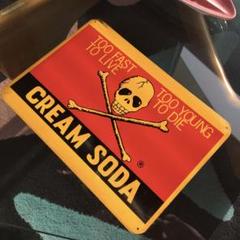 TOO FAST
TO LIVE
TOO YOUNG
TO DIE
CREAM SODA
®